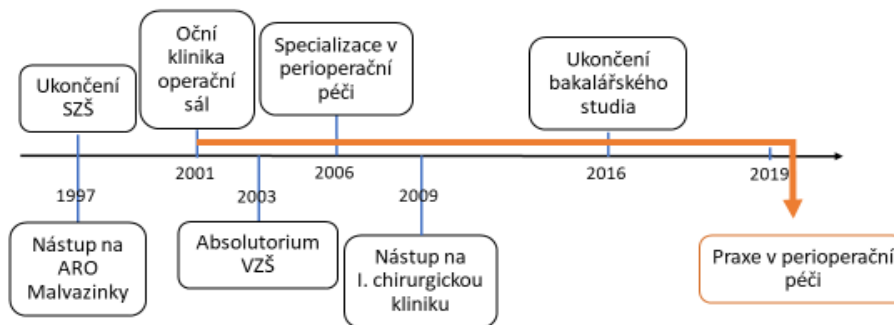 Ukončení
SZŠ
Oční
klinika
operační
sál
Specializace v
perioperační
péči
Ukončení
bakalářského
studia
1997
2001
2003
2006
2009
2016
2019
Nástup na
ARO
Malvazinky
Absolutorium
VZŠ
Nástup na
I. chirurgickou
kliniku
Praxe v perioperační
péči